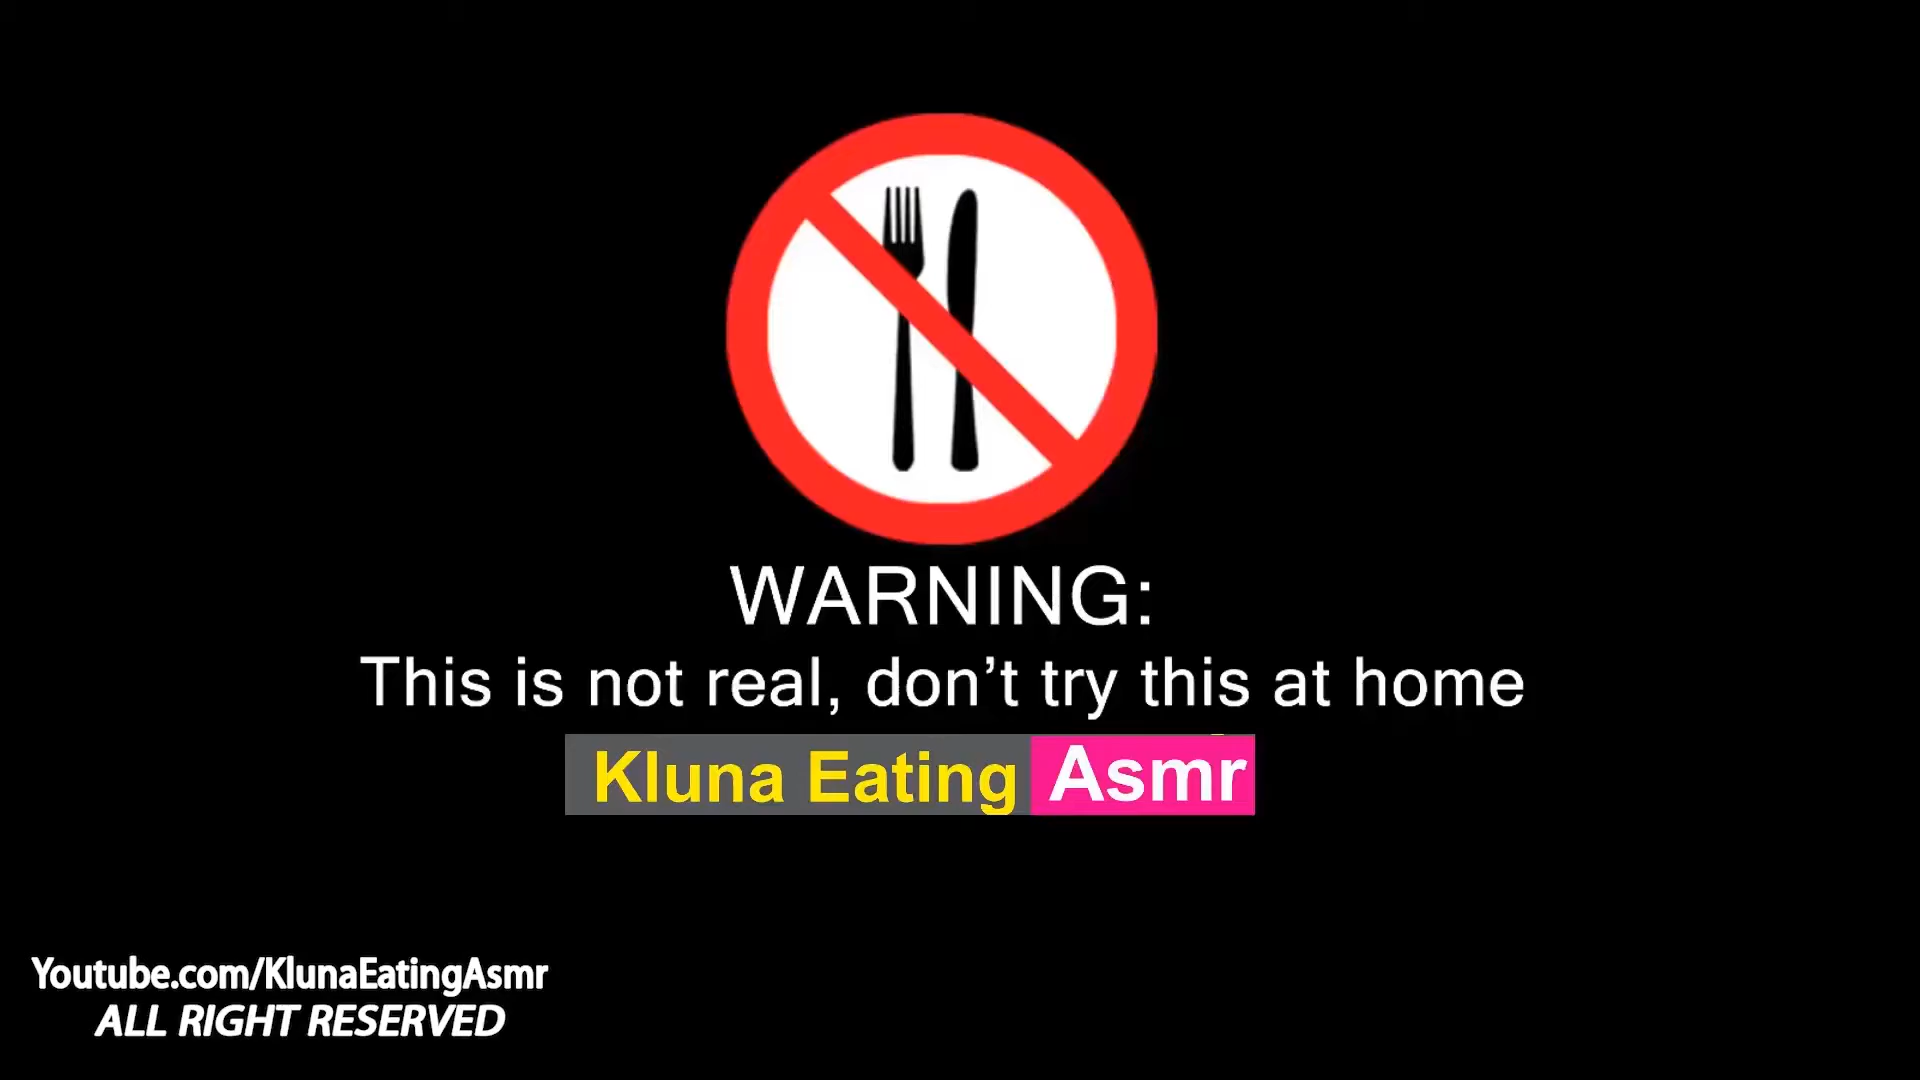 WARNING:
This is not real, don’t try this at home
Kluna Eating Asmr
Youtube.com/KlunaEatingAsmr
ALL RIGHT RESERVED